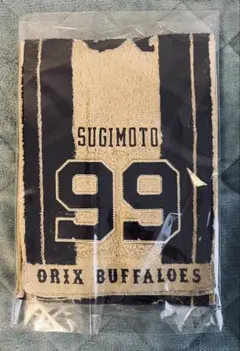 SUGIMOTO
99
ORIX BUFFALOES